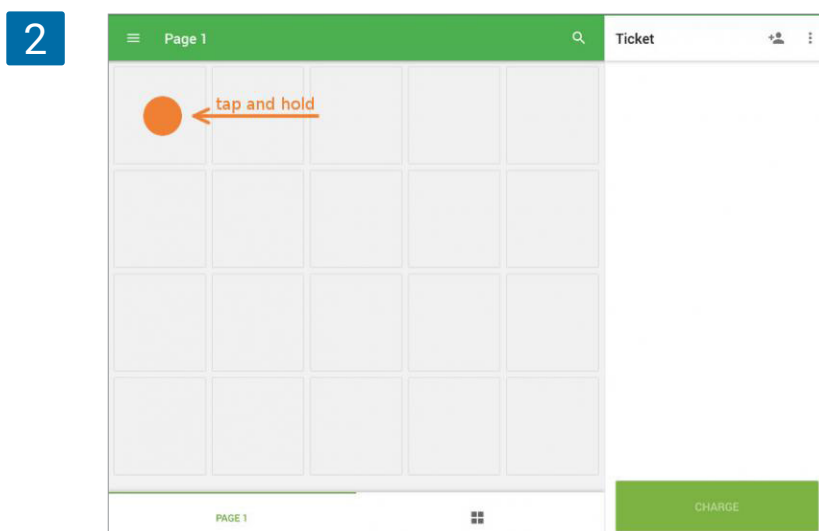 2
Page 1
Ticket
tap and hold
PAGE 1
CHARGE